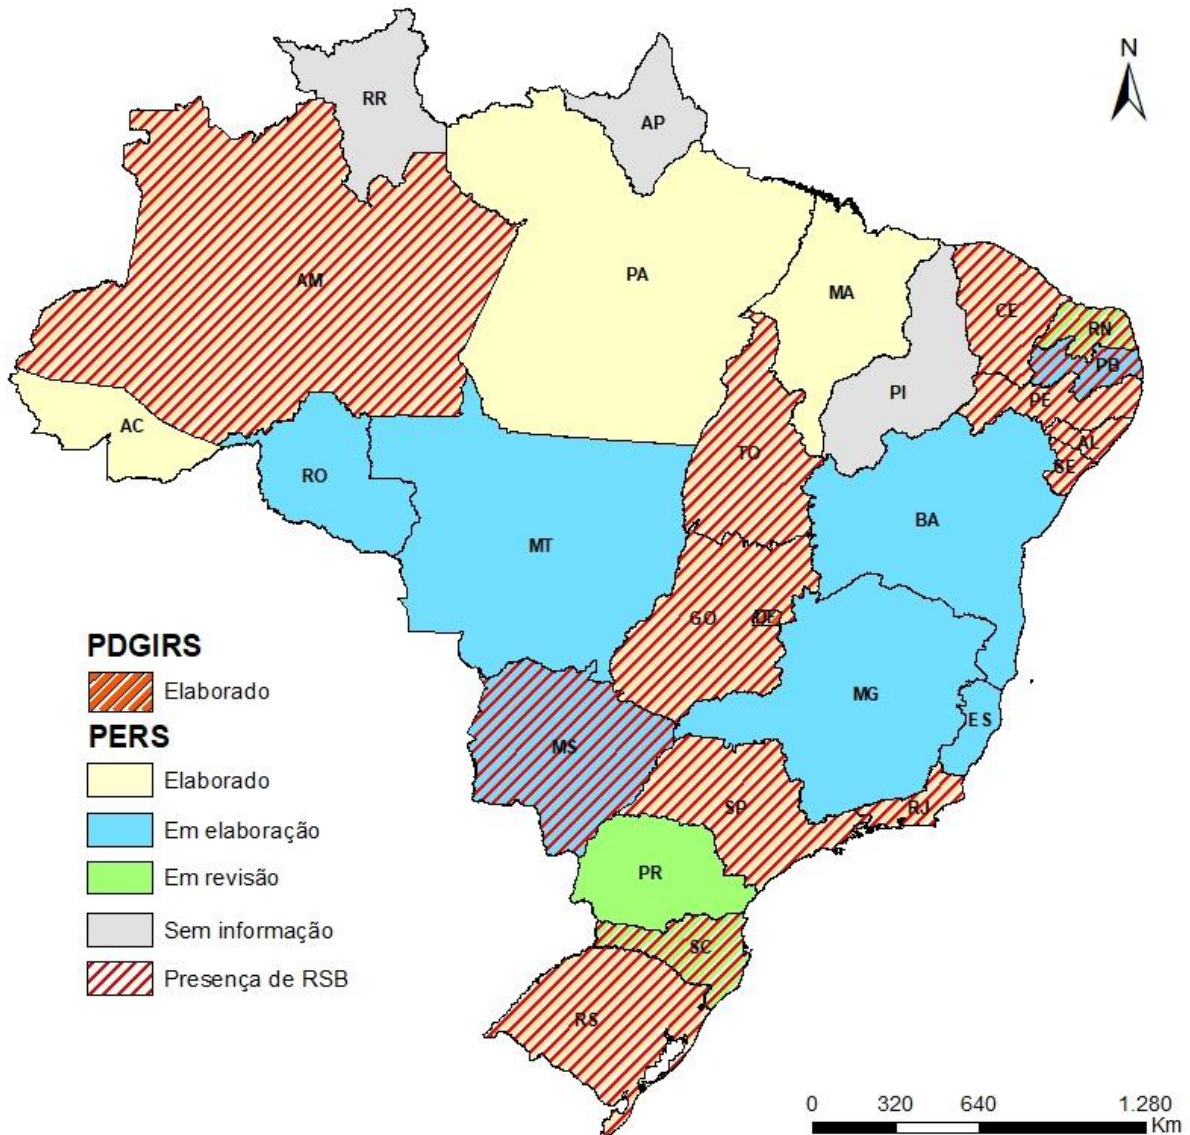 N
RR
AP
AM
PA
MA
CE
RN
PB
PI
PE
AC
AL
TO
SE
RO
BA
MT
GO
DF
PDGIRS
Elaborado
MG
ES
PERS
MS
Elaborado
SP
RJ
Em elaboração
PR
Em revisão
Sem informação
SC
Presença de RSB
RS
0 320 640 1.280
Km